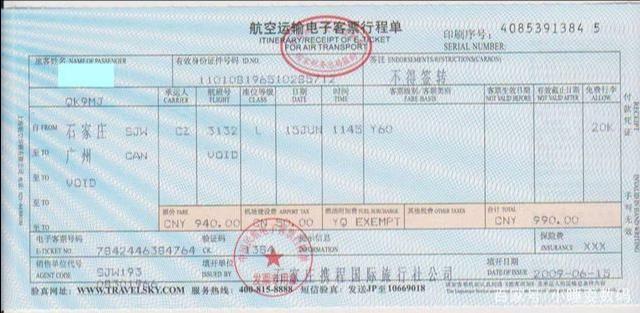 航空运输电子客票行程单
ITINERARY/RECEIPT OF E-TICKET
FOR AIR TRANSPORT
印刷序号: 4085391384 5
SERIAL NUMBER:
旅客姓名 NAME OF PASSENGER 有效身份证件号码 ID.NO. 签注 ENDORSEMENTS/RESTRICTIONS(CARBON)
不得签转
QK9MJ
承运人 航班号 座位等级 日期 时间 客票级别/客票类别 客票生效日期 有效截止日期 免费行李
CARRIER FLIGHT CLASS DATE TIME FARE BASIS NOT VALID BEFORE NOT VALID AFTER ALLOW
自 FROM 石家庄 SJW CZ 3132 L 15JUN 1145 Y60 20K
至 TO 广州 CAN VOID
至 TO VOID
至 TO
票价 FARE 机场建设费 AIRPORT TAX 燃油附加费 FUEL SURCHARGE 其他税费 OTHER TAXES 合计 TOTAL
CNY 940.00 CN 50.00 YQ EXEMPT CNY 990.00
电子客票号码 验证码 提示信息 保险费
E-TICKET NO. 7842446384764 CK 1384 INFORMATION INSURANCE XXX
销售单位代号 填开单位 填开日期
AGENT CODE SJW193 ISSUED BY 石家庄携程国际旅行社公司 DATE OF ISSUE 2009-06-15
验真网址: WWW.TRAVELSKY.COM 服务热线: 400-815-8888 短信验真: 发送JP至10669018
付款凭证
手写无效